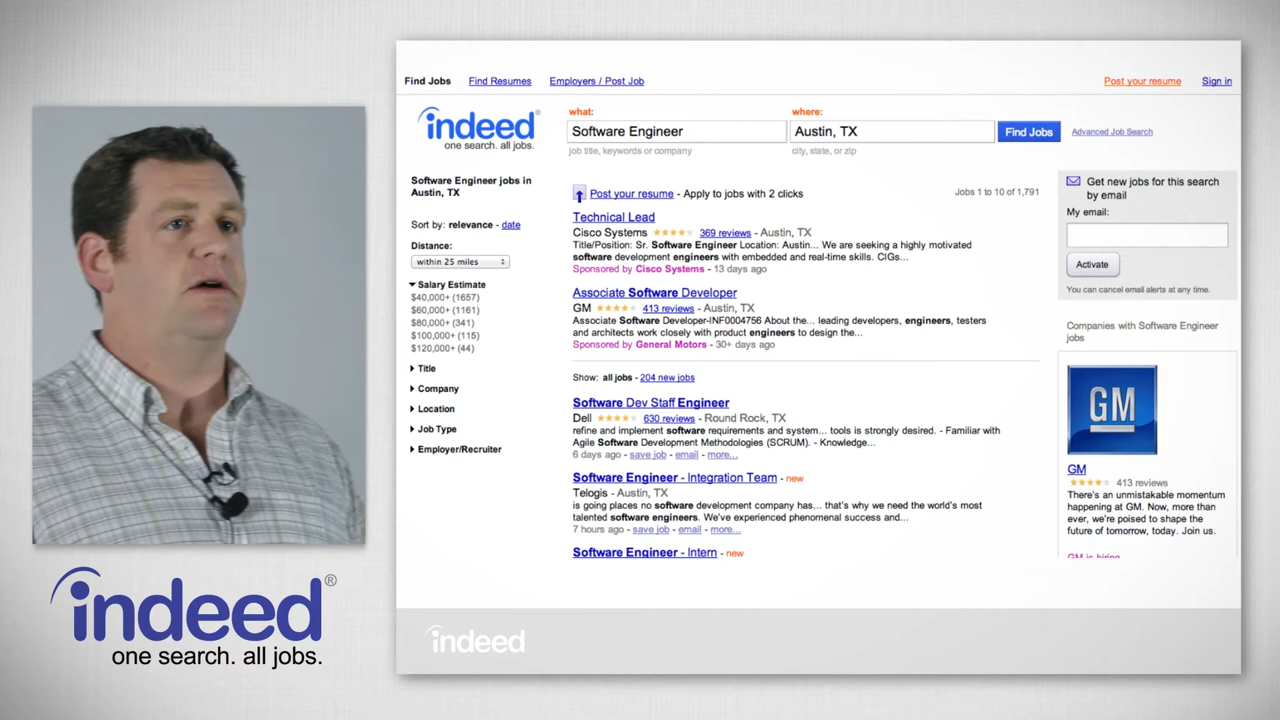 Find Jobs Find Resumes Employers / Post Job Post your resume Sign in
indeed®
one search. all jobs.
what:
Software Engineer
job title, keywords or company
where:
Austin, TX
city, state, or zip
Find Jobs
Advanced Job Search
Software Engineer jobs in
Austin, TX
Sort by: relevance - date
Distance:
within 25 miles
Salary Estimate
$40,000+ (1657)
$60,000+ (1161)
$80,000+ (341)
$100,000+ (115)
$120,000+ (44)
Title
Company
Location
Job Type
Employer/Recruiter
Post your resume - Apply to jobs with 2 clicks
Jobs 1 to 10 of 1,791
Technical Lead
Cisco Systems 369 reviews - Austin, TX
Title/Position: Sr. Software Engineer Location: Austin... We are seeking a highly motivated
software development engineers with embedded and real-time skills. CIGs...
Sponsored by Cisco Systems - 13 days ago
Associate Software Developer
GM 413 reviews - Austin, TX
Associate Software Developer-INF0004756 About the... leading developers, engineers, testers
and architects work closely with product engineers to design the...
Sponsored by General Motors - 30+ days ago
Show: all jobs - 204 new jobs
Software Dev Staff Engineer
Dell 630 reviews - Round Rock, TX
refine and implement software requirements and system... tools is strongly desired. - Familiar with
Agile Software Development Methodologies (SCRUM). - Knowledge...
6 days ago - save job - email - more...
Software Engineer - Integration Team - new
Telogis - Austin, TX
is going places no software development company has... that's why we need the world's most
talented software engineers. We've experienced phenomenal success and...
7 hours ago - save job - email - more...
Software Engineer - Intern - new
Get new jobs for this search
by email
My email:
Activate
You can cancel email alerts at any time.
Companies with Software Engineer
jobs
GM
GM
413 reviews
There's an unmistakable momentum
happening at GM. Now, more than
ever, we're poised to shape the
future of tomorrow, today. Join us.
GM is hiring
indeed
indeed®
one search. all jobs.